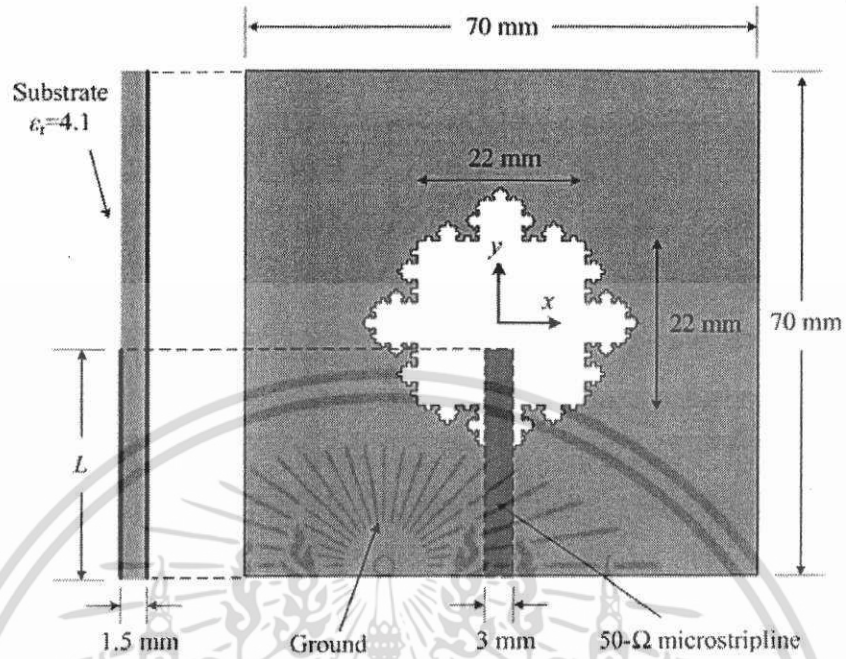 70 mm
Substrate
εr=4.1
22 mm
y
x
22 mm
70 mm
L
1.5 mm
Ground
3 mm
50-Ω microstripline